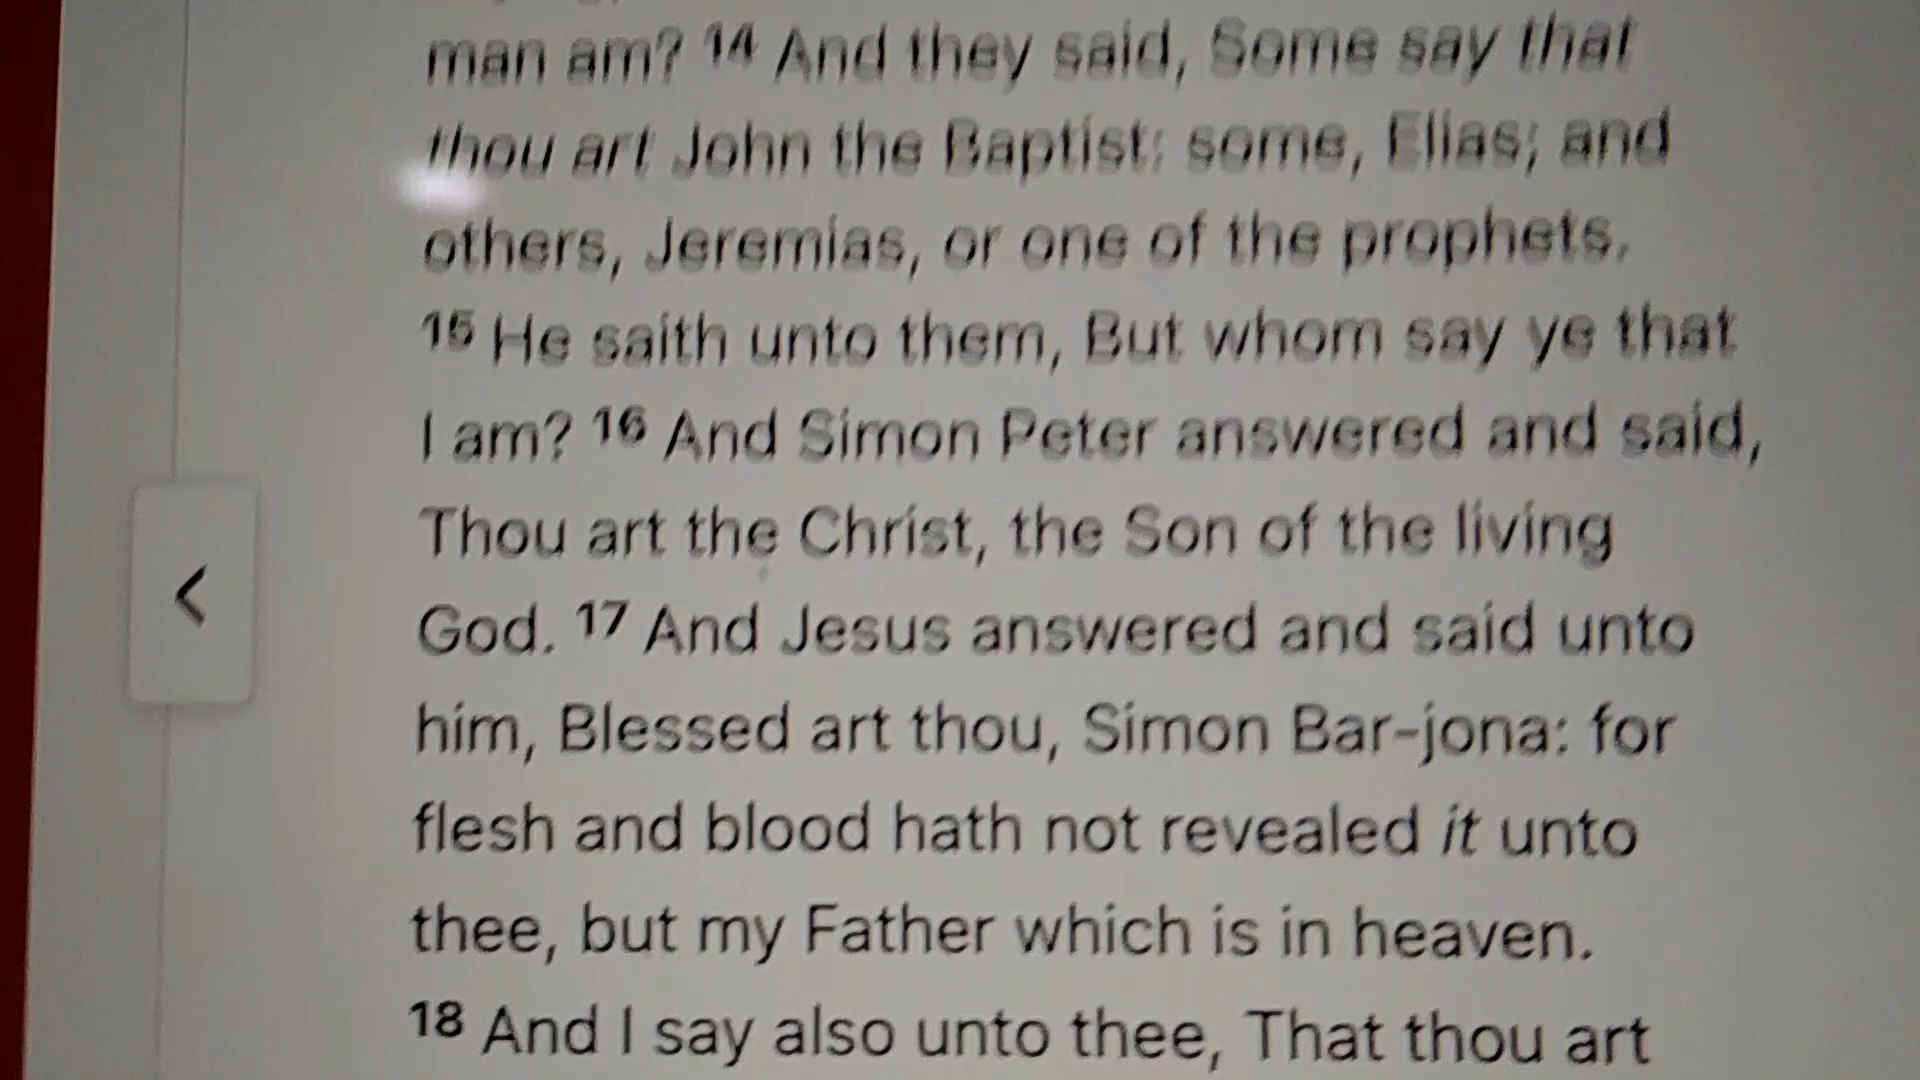 man am? 14 And they said, Some say that
thou art John the Baptist: some, Elias; and
others, Jeremias, or one of the prophets.
15 He saith unto them, But whom say ye that
I am? 16 And Simon Peter answered and said,
Thou art the Christ, the Son of the living
God. 17 And Jesus answered and said unto
him, Blessed art thou, Simon Bar-jona: for
flesh and blood hath not revealed it unto
thee, but my Father which is in heaven.
18 And I say also unto thee, That thou art